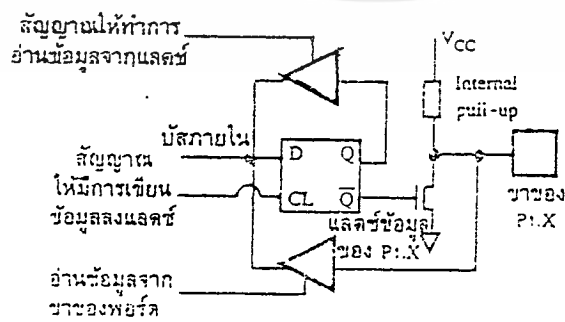 สัญญาณให้ทำการ
อ่านข้อมูลจากแลตช์
VCC
Internal
pull-up
บัสภายใน
สัญญาณ
ให้มีการเขียน
ข้อมูลลงแลตช์
D Q
CL Q
แลตช์ข้อมูล
ของ P1.X
ขาของ
P1.X
อ่านข้อมูลจาก
ขาของพอร์ต